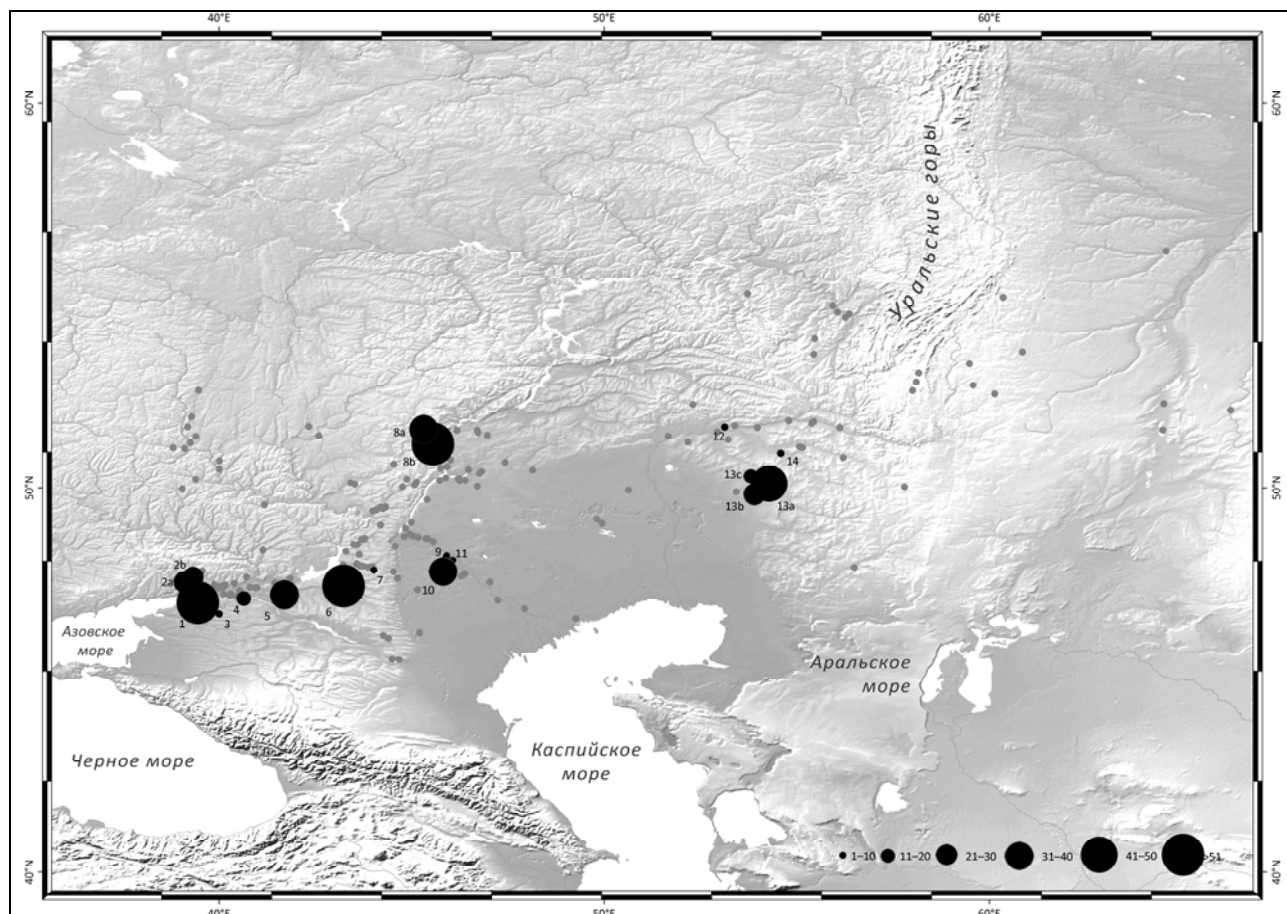 40°E
50°E
60°E
60°N
60°N
Уральские горы
8a
8b
12
14
13c
50°N
50°N
13b
13a
9
11
2b
7
2a
10
4
5
6
1
3
Азовское
море
Аральское
море
Черное море
Каспийское
море
1–10
11–20
21–30
31–40
41–50
>51
40°N
40°N
40°E
50°E
60°E